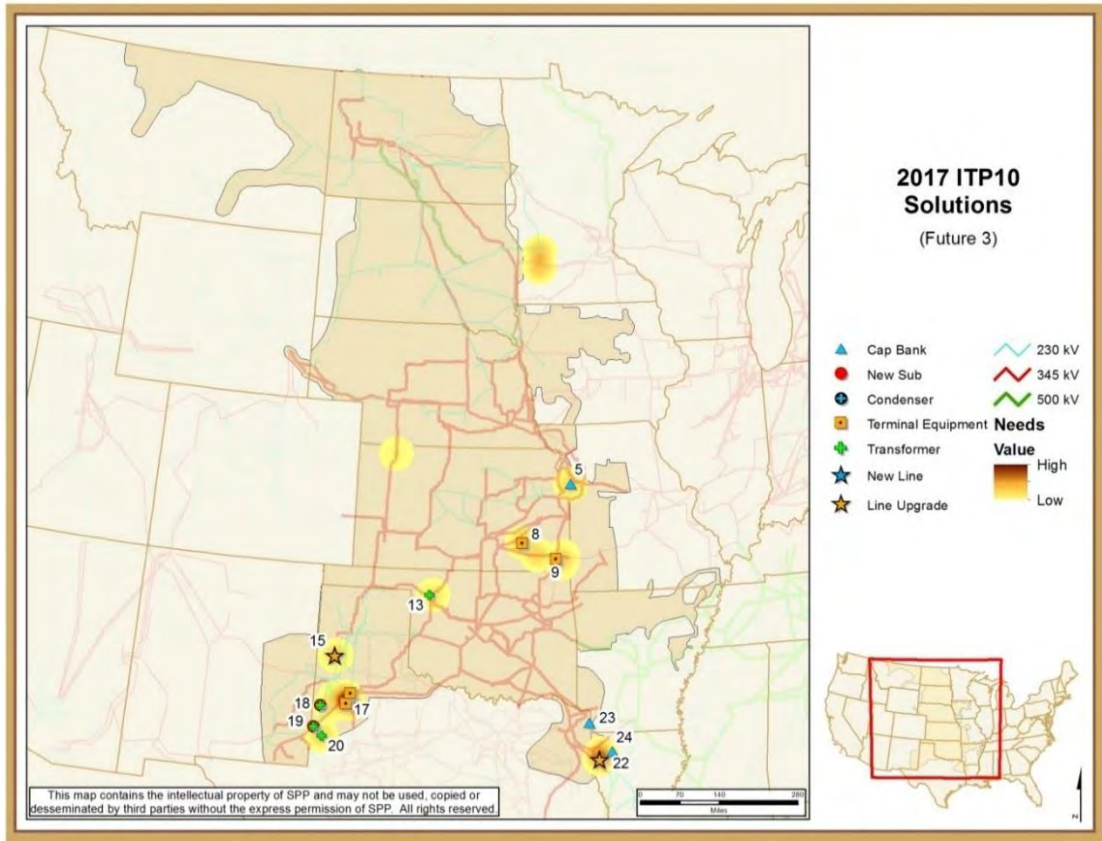 2017 ITP10
Solutions
(Future 3)
Cap Bank
New Sub
Condenser
Terminal Equipment
Transformer
New Line
Line Upgrade
230 kV
345 kV
500 kV
Needs
Value
High
Low
5
8
9
13
15
18
17
19
20
23
24
22
This map contains the intellectual property of SPP and may not be used, copied or
desseminated by third parties without the express permission of SPP. All rights reserved.
0 70 140 280
Miles
N